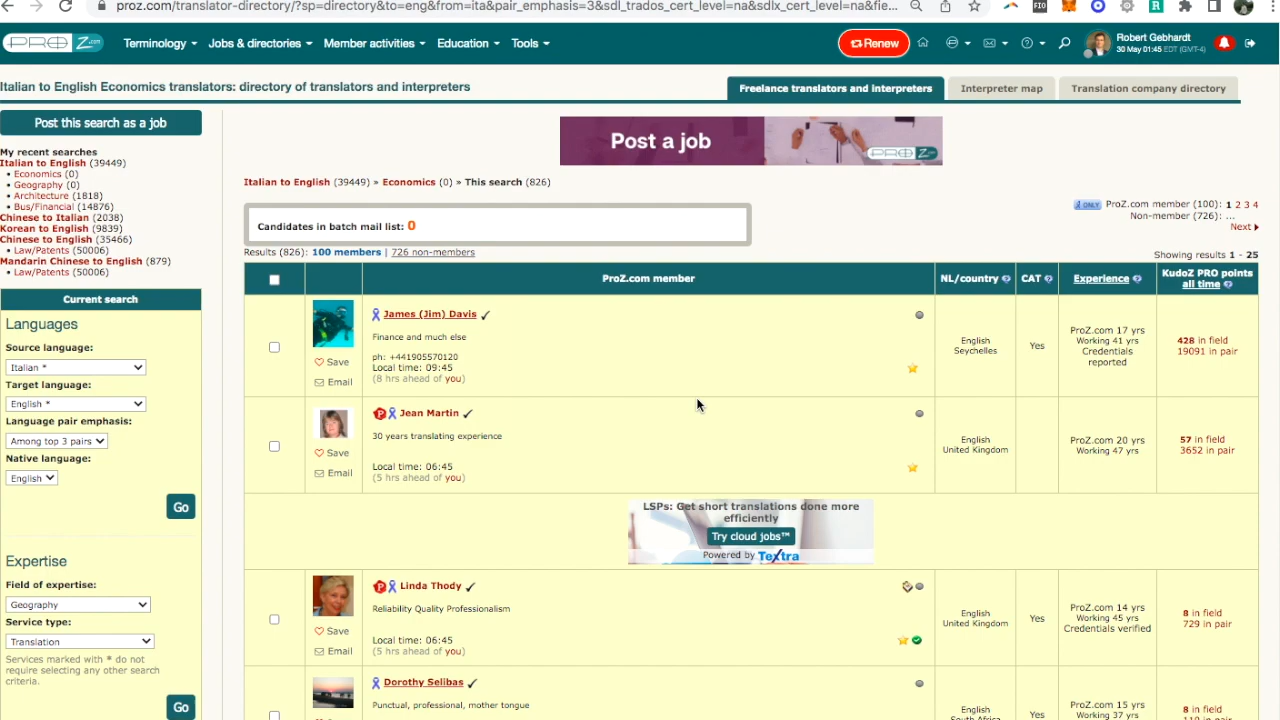 proz.com/translator-directory/?sp=directory&to=eng&from=ita&pair_emphasis=3&sdl_trados_cert_level=na&sdlx_cert_level=na&fie...
PROZ.com
Terminology
Jobs & directories
Member activities
Education
Tools
Renew
Robert Gebhardt
30 May 01:45 EDT (GMT-4)
Italian to English Economics translators: directory of translators and interpreters
Freelance translators and interpreters
Interpreter map
Translation company directory
Post this search as a job
My recent searches
Italian to English (39449)
• Economics (0)
• Geography (0)
• Architecture (1818)
• Bus/Financial (14876)
Chinese to Italian (2038)
Korean to English (9839)
Chinese to English (35466)
• Law/Patents (50006)
Mandarin Chinese to English (879)
• Law/Patents (50006)
Current search
Languages
Source language:
Italian *
Target language:
English *
Language pair emphasis:
Among top 3 pairs
Native language:
English
Go
Expertise
Field of expertise:
Geography
Service type:
Translation
Services marked with * do not
require selecting any other search
criteria.
Go
Post a job
PROZ.com
Italian to English (39449) » Economics (0) » This search (826)
Candidates in batch mail list: 0
ONLY ProZ.com member (100): 1 2 3 4
Non-member (726): ...
Next
Results (826): 100 members | 726 non-members
Showing results 1 - 25
ProZ.com member
NL/country
CAT
Experience
KudoZ PRO points
all time
James (Jim) Davis
Finance and much else
ph: +441905570120
Local time: 09:45
(8 hrs ahead of you)
Save
Email
English
Seychelles
Yes
ProZ.com 17 yrs
Working 41 yrs
Credentials
reported
428 in field
19091 in pair
P Jean Martin
30 years translating experience
Local time: 06:45
(5 hrs ahead of you)
Save
Email
English
United Kingdom
ProZ.com 20 yrs
Working 47 yrs
57 in field
3652 in pair
LSPs: Get short translations done more
efficiently
Try cloud jobs™
Powered by Textra
P Linda Thody
Reliability Quality Professionalism
Local time: 06:45
(5 hrs ahead of you)
Save
Email
English
United Kingdom
Yes
ProZ.com 14 yrs
Working 45 yrs
Credentials verified
8 in field
729 in pair
Dorothy Selibas
Punctual, professional, mother tongue
English
Yes
ProZ.com 15 yrs
Working 37 yrs
8 in field